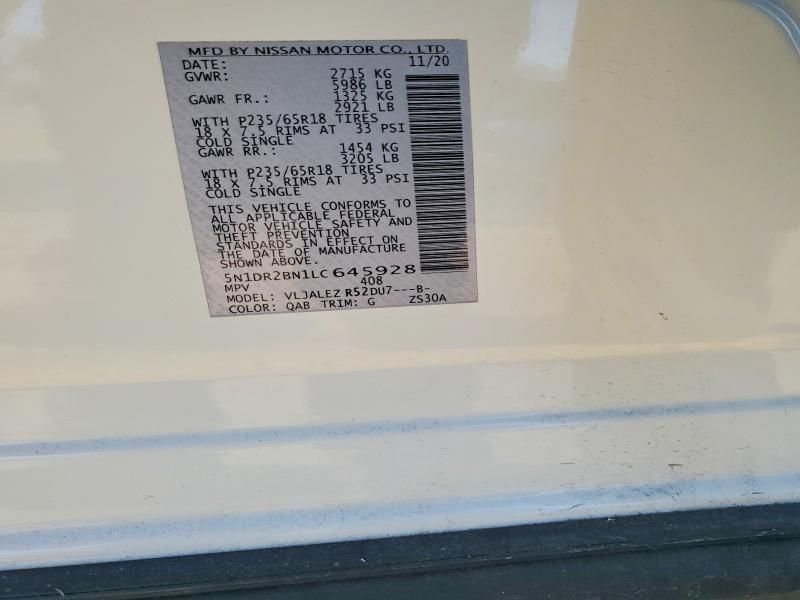 MFD BY NISSAN MOTOR CO., LTD.
DATE: 11/20
GVWR: 2715 KG
5986 LB
GAWR FR.: 1325 KG
2921 LB
WITH P235/65R18 TIRES
18 X 7.5 RIMS AT 33 PSI
COLD SINGLE
GAWR RR.: 1454 KG
3205 LB
WITH P235/65R18 TIRES
18 X 7.5 RIMS AT 33 PSI
COLD SINGLE
THIS VEHICLE CONFORMS TO
ALL APPLICABLE FEDERAL
MOTOR VEHICLE SAFETY AND
THEFT PREVENTION
STANDARDS IN EFFECT ON
THE DATE OF MANUFACTURE
SHOWN ABOVE.
5N1DR2BN1LC645928
MPV 408
MODEL: VLJALEZ R52DU7---B-
COLOR: QAB TRIM: G ZS30A